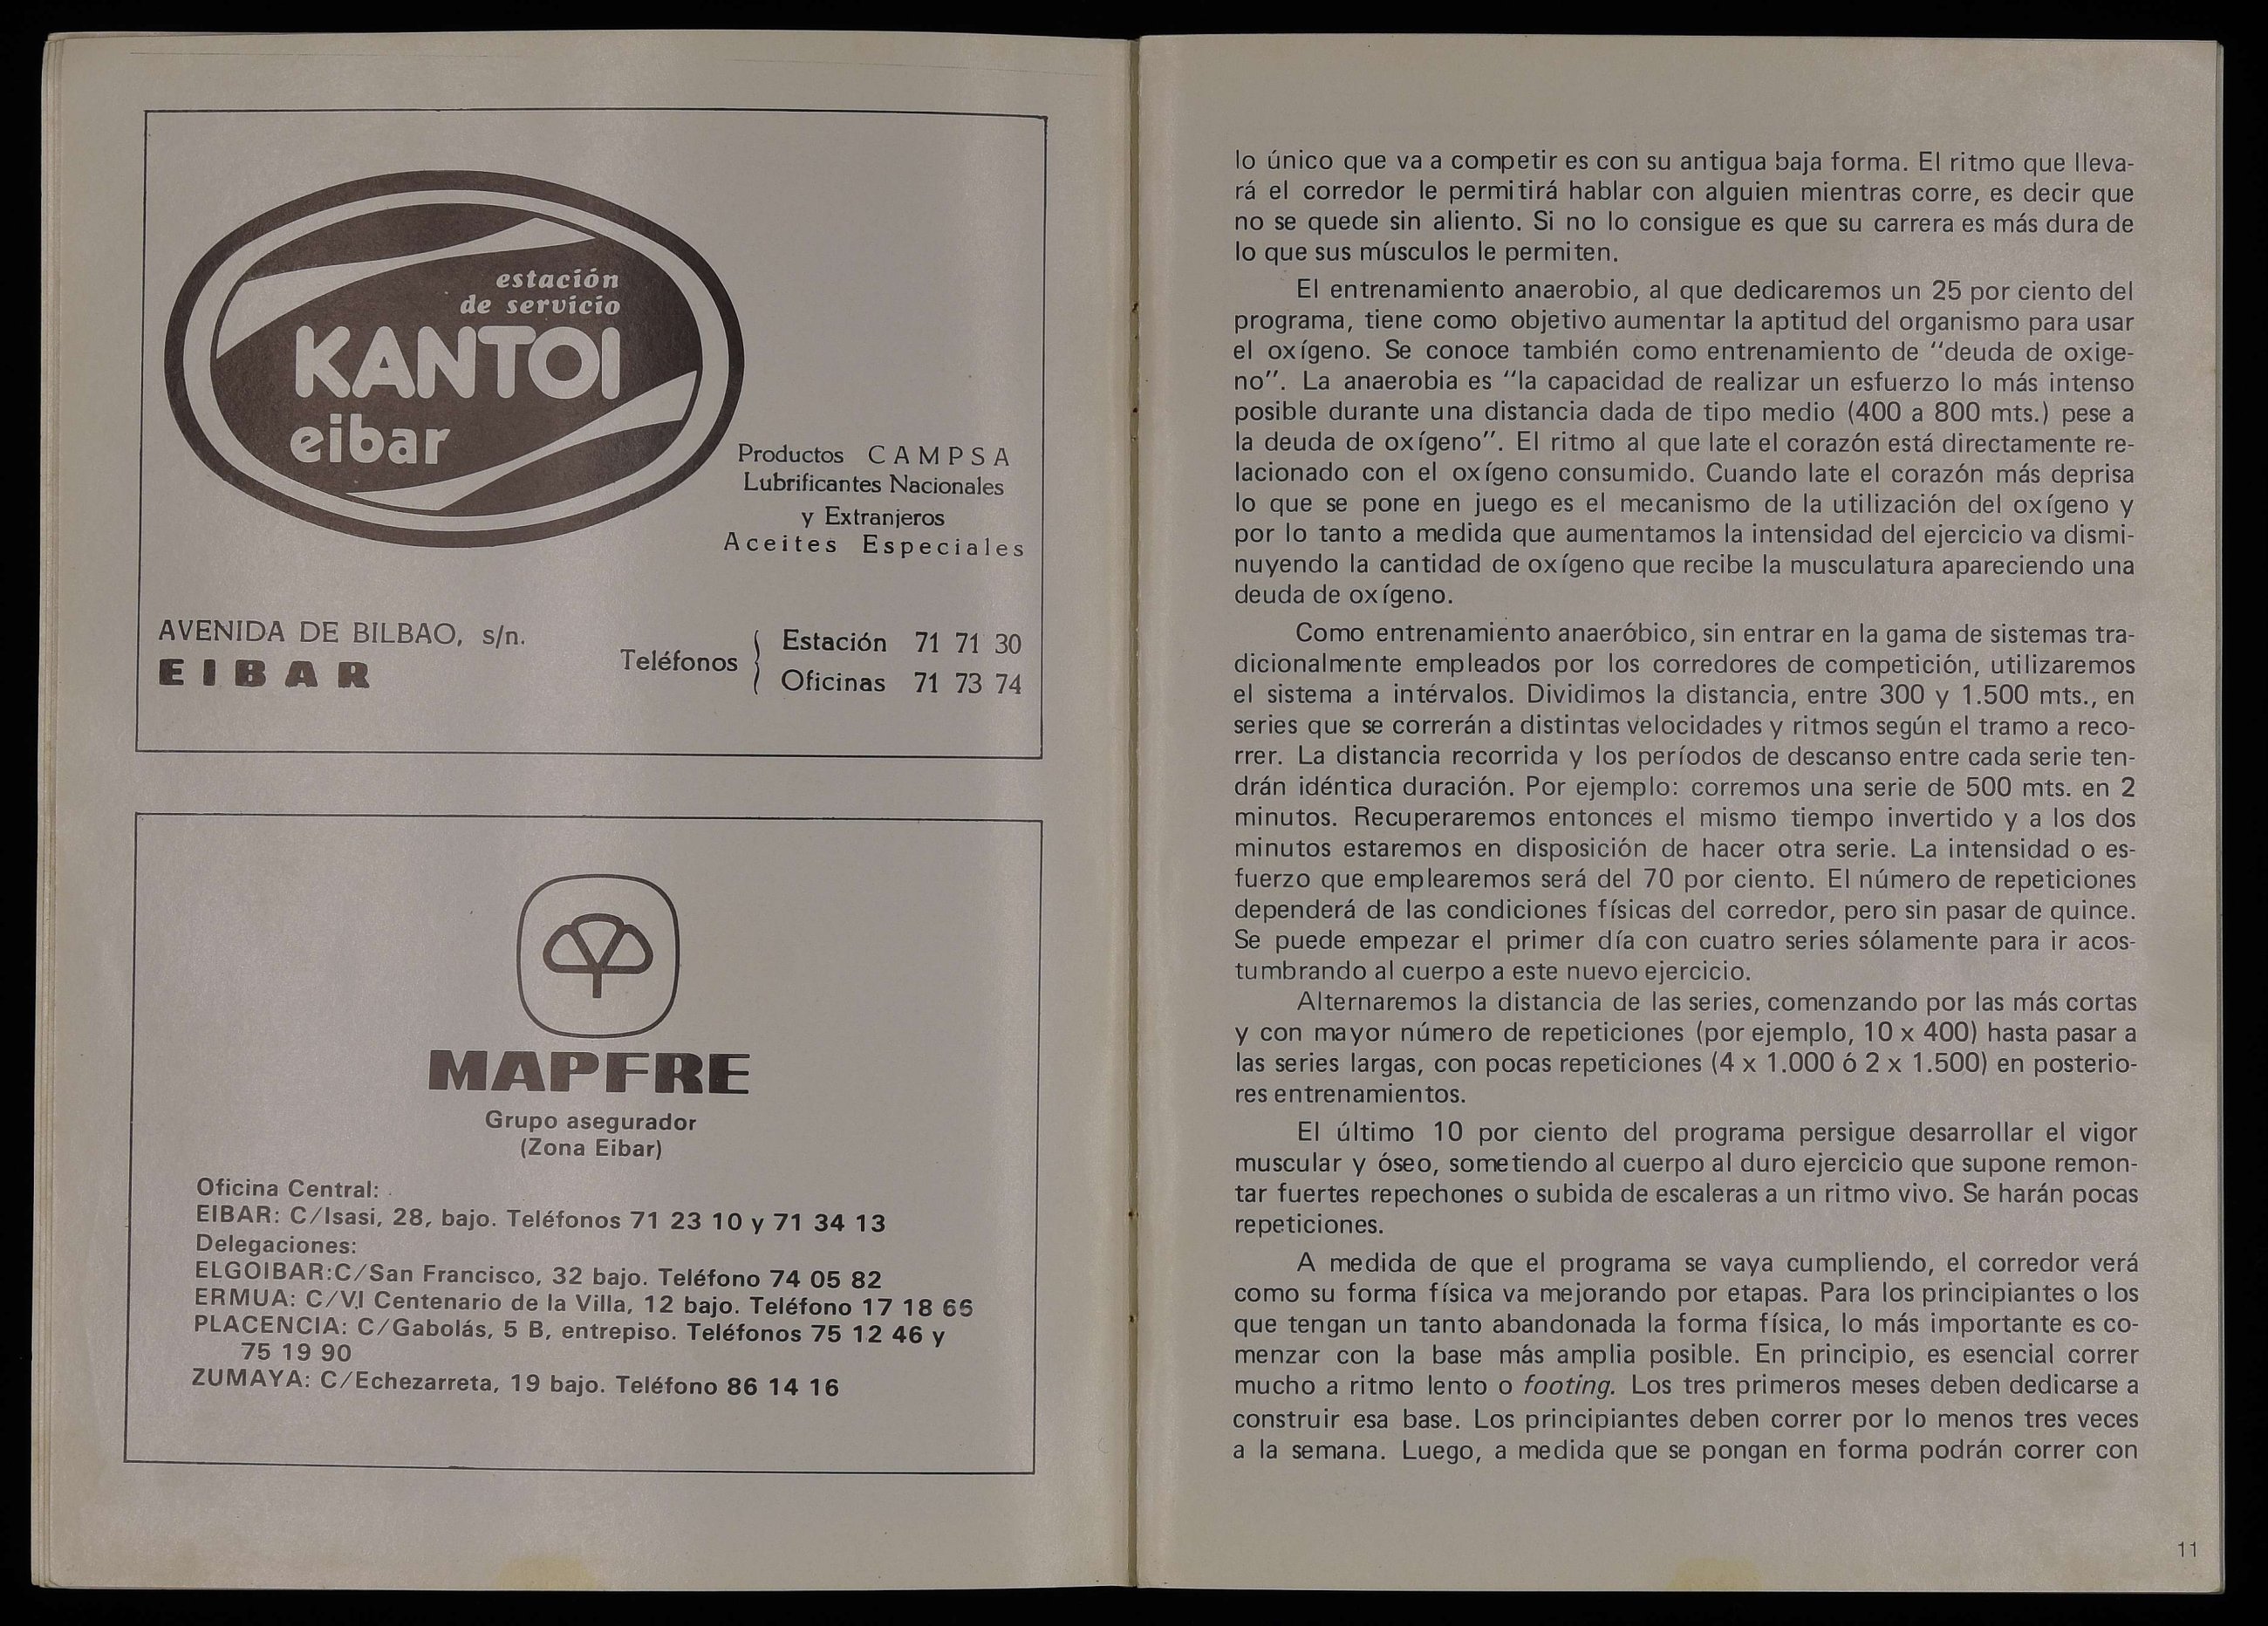 estación
de servicio
KANTOI
eibar
Productos CAMPSA
Lubrificantes Nacionales
y Extranjeros
Aceites Especiales
AVENIDA DE BILBAO, s/n.
EIBAR
Teléfonos
Estación 71 71 30
Oficinas 71 73 74
MAPFRE
Grupo asegurador
(Zona Eibar)
Oficina Central:
EIBAR: C/Isasi, 28, bajo. Teléfonos 71 23 10 y 71 34 13
Delegaciones:
ELGOIBAR:C/San Francisco, 32 bajo. Teléfono 74 05 82
ERMUA: C/VI Centenario de la Villa, 12 bajo. Teléfono 17 18 66
PLACENCIA: C/Gabolás, 5 B, entrepiso. Teléfonos 75 12 46 y
75 19 90
ZUMAYA: C/Echezarreta, 19 bajo. Teléfono 86 14 16
lo único que va a competir es con su antigua baja forma. El ritmo que lleva-
rá el corredor le permitirá hablar con alguien mientras corre, es decir que
no se quede sin aliento. Si no lo consigue es que su carrera es más dura de
lo que sus músculos le permiten.
El entrenamiento anaerobio, al que dedicaremos un 25 por ciento del
programa, tiene como objetivo aumentar la aptitud del organismo para usar
el oxígeno. Se conoce también como entrenamiento de "deuda de oxige-
no". La anaerobia es "la capacidad de realizar un esfuerzo lo más intenso
posible durante una distancia dada de tipo medio (400 a 800 mts.) pese a
la deuda de oxígeno". El ritmo al que late el corazón está directamente re-
lacionado con el oxígeno consumido. Cuando late el corazón más deprisa
lo que se pone en juego es el mecanismo de la utilización del oxígeno y
por lo tanto a medida que aumentamos la intensidad del ejercicio va dismi-
nuyendo la cantidad de oxígeno que recibe la musculatura apareciendo una
deuda de oxígeno.
Como entrenamiento anaeróbico, sin entrar en la gama de sistemas tra-
dicionalmente empleados por los corredores de competición, utilizaremos
el sistema a intérvalos. Dividimos la distancia, entre 300 y 1.500 mts., en
series que se correrán a distintas velocidades y ritmos según el tramo a reco-
rrer. La distancia recorrida y los períodos de descanso entre cada serie ten-
drán idéntica duración. Por ejemplo: corremos una serie de 500 mts. en 2
minutos. Recuperaremos entonces el mismo tiempo invertido y a los dos
minutos estaremos en disposición de hacer otra serie. La intensidad o es-
fuerzo que emplearemos será del 70 por ciento. El número de repeticiones
dependerá de las condiciones físicas del corredor, pero sin pasar de quince.
Se puede empezar el primer día con cuatro series sólamente para ir acos-
tumbrando al cuerpo a este nuevo ejercicio.
Alternaremos la distancia de las series, comenzando por las más cortas
y con mayor número de repeticiones (por ejemplo, 10 x 400) hasta pasar a
las series largas, con pocas repeticiones (4 x 1.000 ó 2 x 1.500) en posterio-
res entrenamientos.
El último 10 por ciento del programa persigue desarrollar el vigor
muscular y óseo, sometiendo al cuerpo al duro ejercicio que supone remon-
tar fuertes repechones o subida de escaleras a un ritmo vivo. Se harán pocas
repeticiones.
A medida de que el programa se vaya cumpliendo, el corredor verá
como su forma física va mejorando por etapas. Para los principiantes o los
que tengan un tanto abandonada la forma física, lo más importante es co-
menzar con la base más amplia posible. En principio, es esencial correr
mucho a ritmo lento o footing. Los tres primeros meses deben dedicarse a
construir esa base. Los principiantes deben correr por lo menos tres veces
a la semana. Luego, a medida que se pongan en forma podrán correr con
11